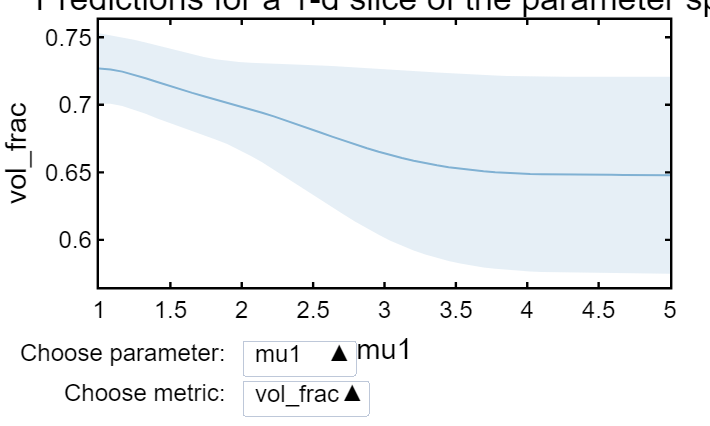 Predictions for a 1-d slice of the parameter
0.75
0.7
0.65
0.6
vol_frac
1 1.5 2 2.5 3 3.5 4 4.5 5
mu1
Choose parameter: mu1 ▲
Choose metric: vol_frac ▲